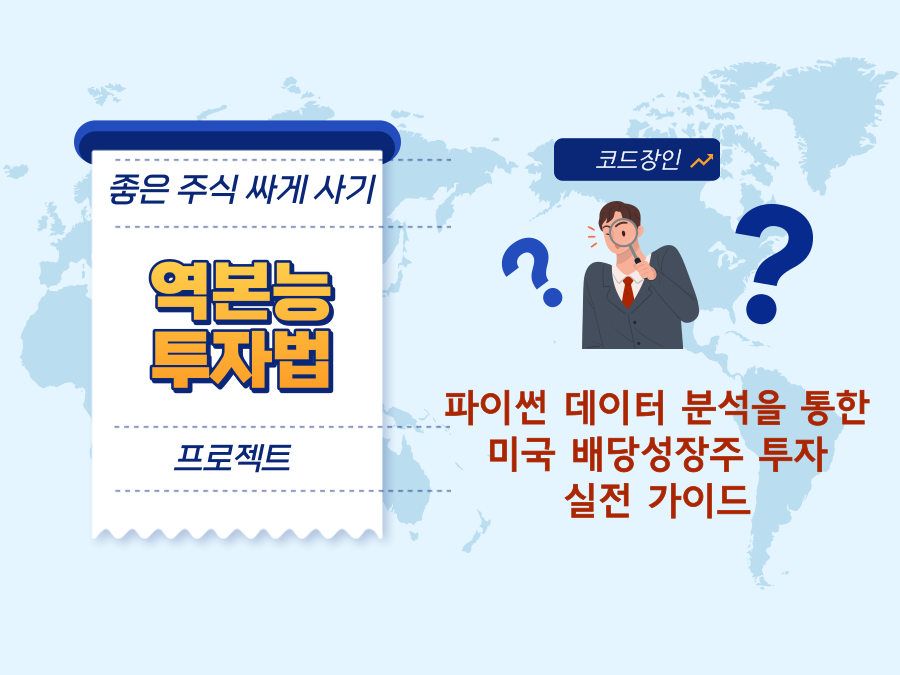 좋은 주식 싸게 사기
역본능
투자법
프로젝트
코드장인
파이썬 데이터 분석을 통한
미국 배당성장주 투자
실전 가이드